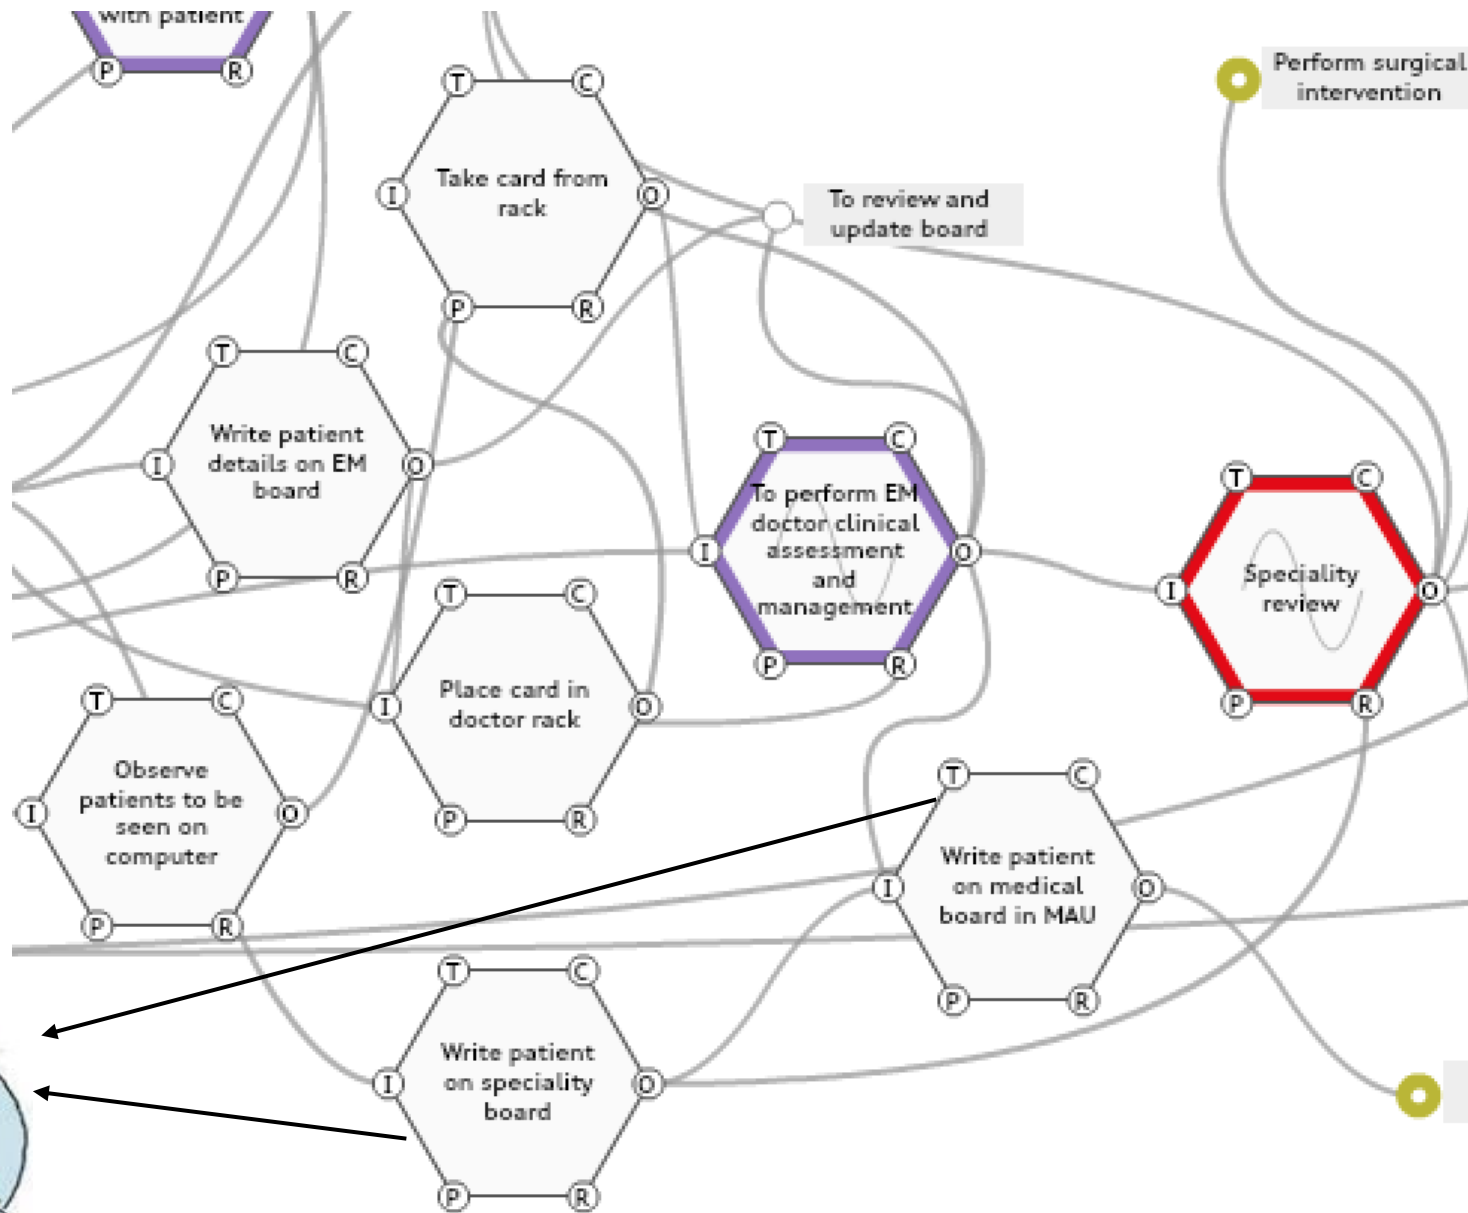 with patient
P
R
Perform surgical
intervention
T
C
I
Take card from
rack
O
P
R
To review and
update board
T
C
I
Write patient
details on EM
board
O
P
R
T
C
I
To perform EM
doctor clinical
assessment
and
management
O
P
R
T
C
I
Speciality
review
O
P
R
T
C
I
Place card in
doctor rack
O
P
R
T
C
I
Observe
patients to be
seen on
computer
O
P
R
T
C
I
Write patient
on medical
board in MAU
O
P
R
T
C
I
Write patient
on speciality
board
O
P
R